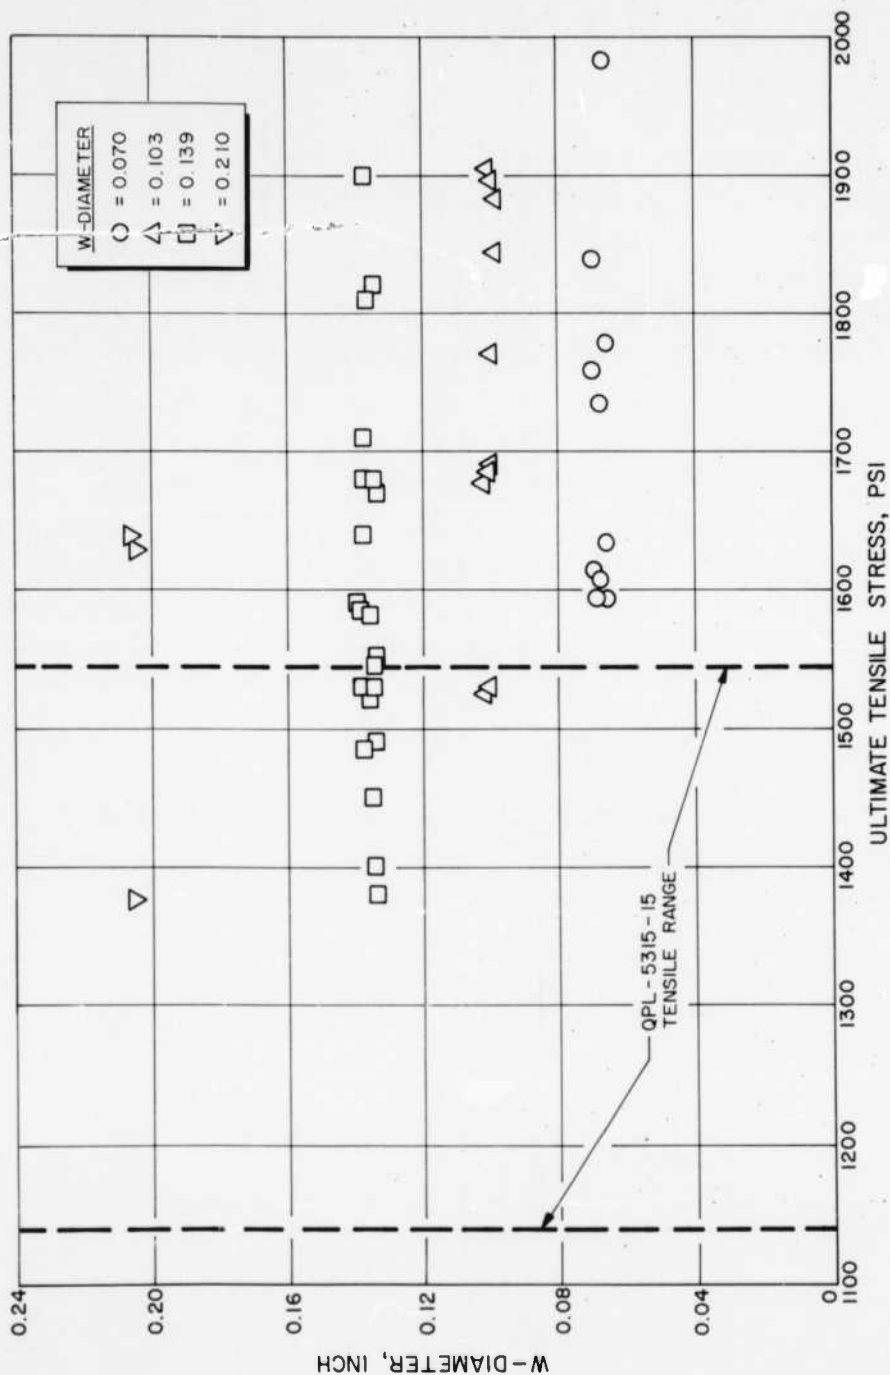 W-DIAMETER
○ = 0.070
△ = 0.103
□ = 0.139
▽ = 0.210
0.24
0.20
0.16
0.12
0.08
0.04
0
W-DIAMETER, INCH
QPL-5315-15
TENSILE RANGE
1100
1200
1300
1400
1500
1600
1700
1800
1900
2000
ULTIMATE TENSILE STRESS, PSI